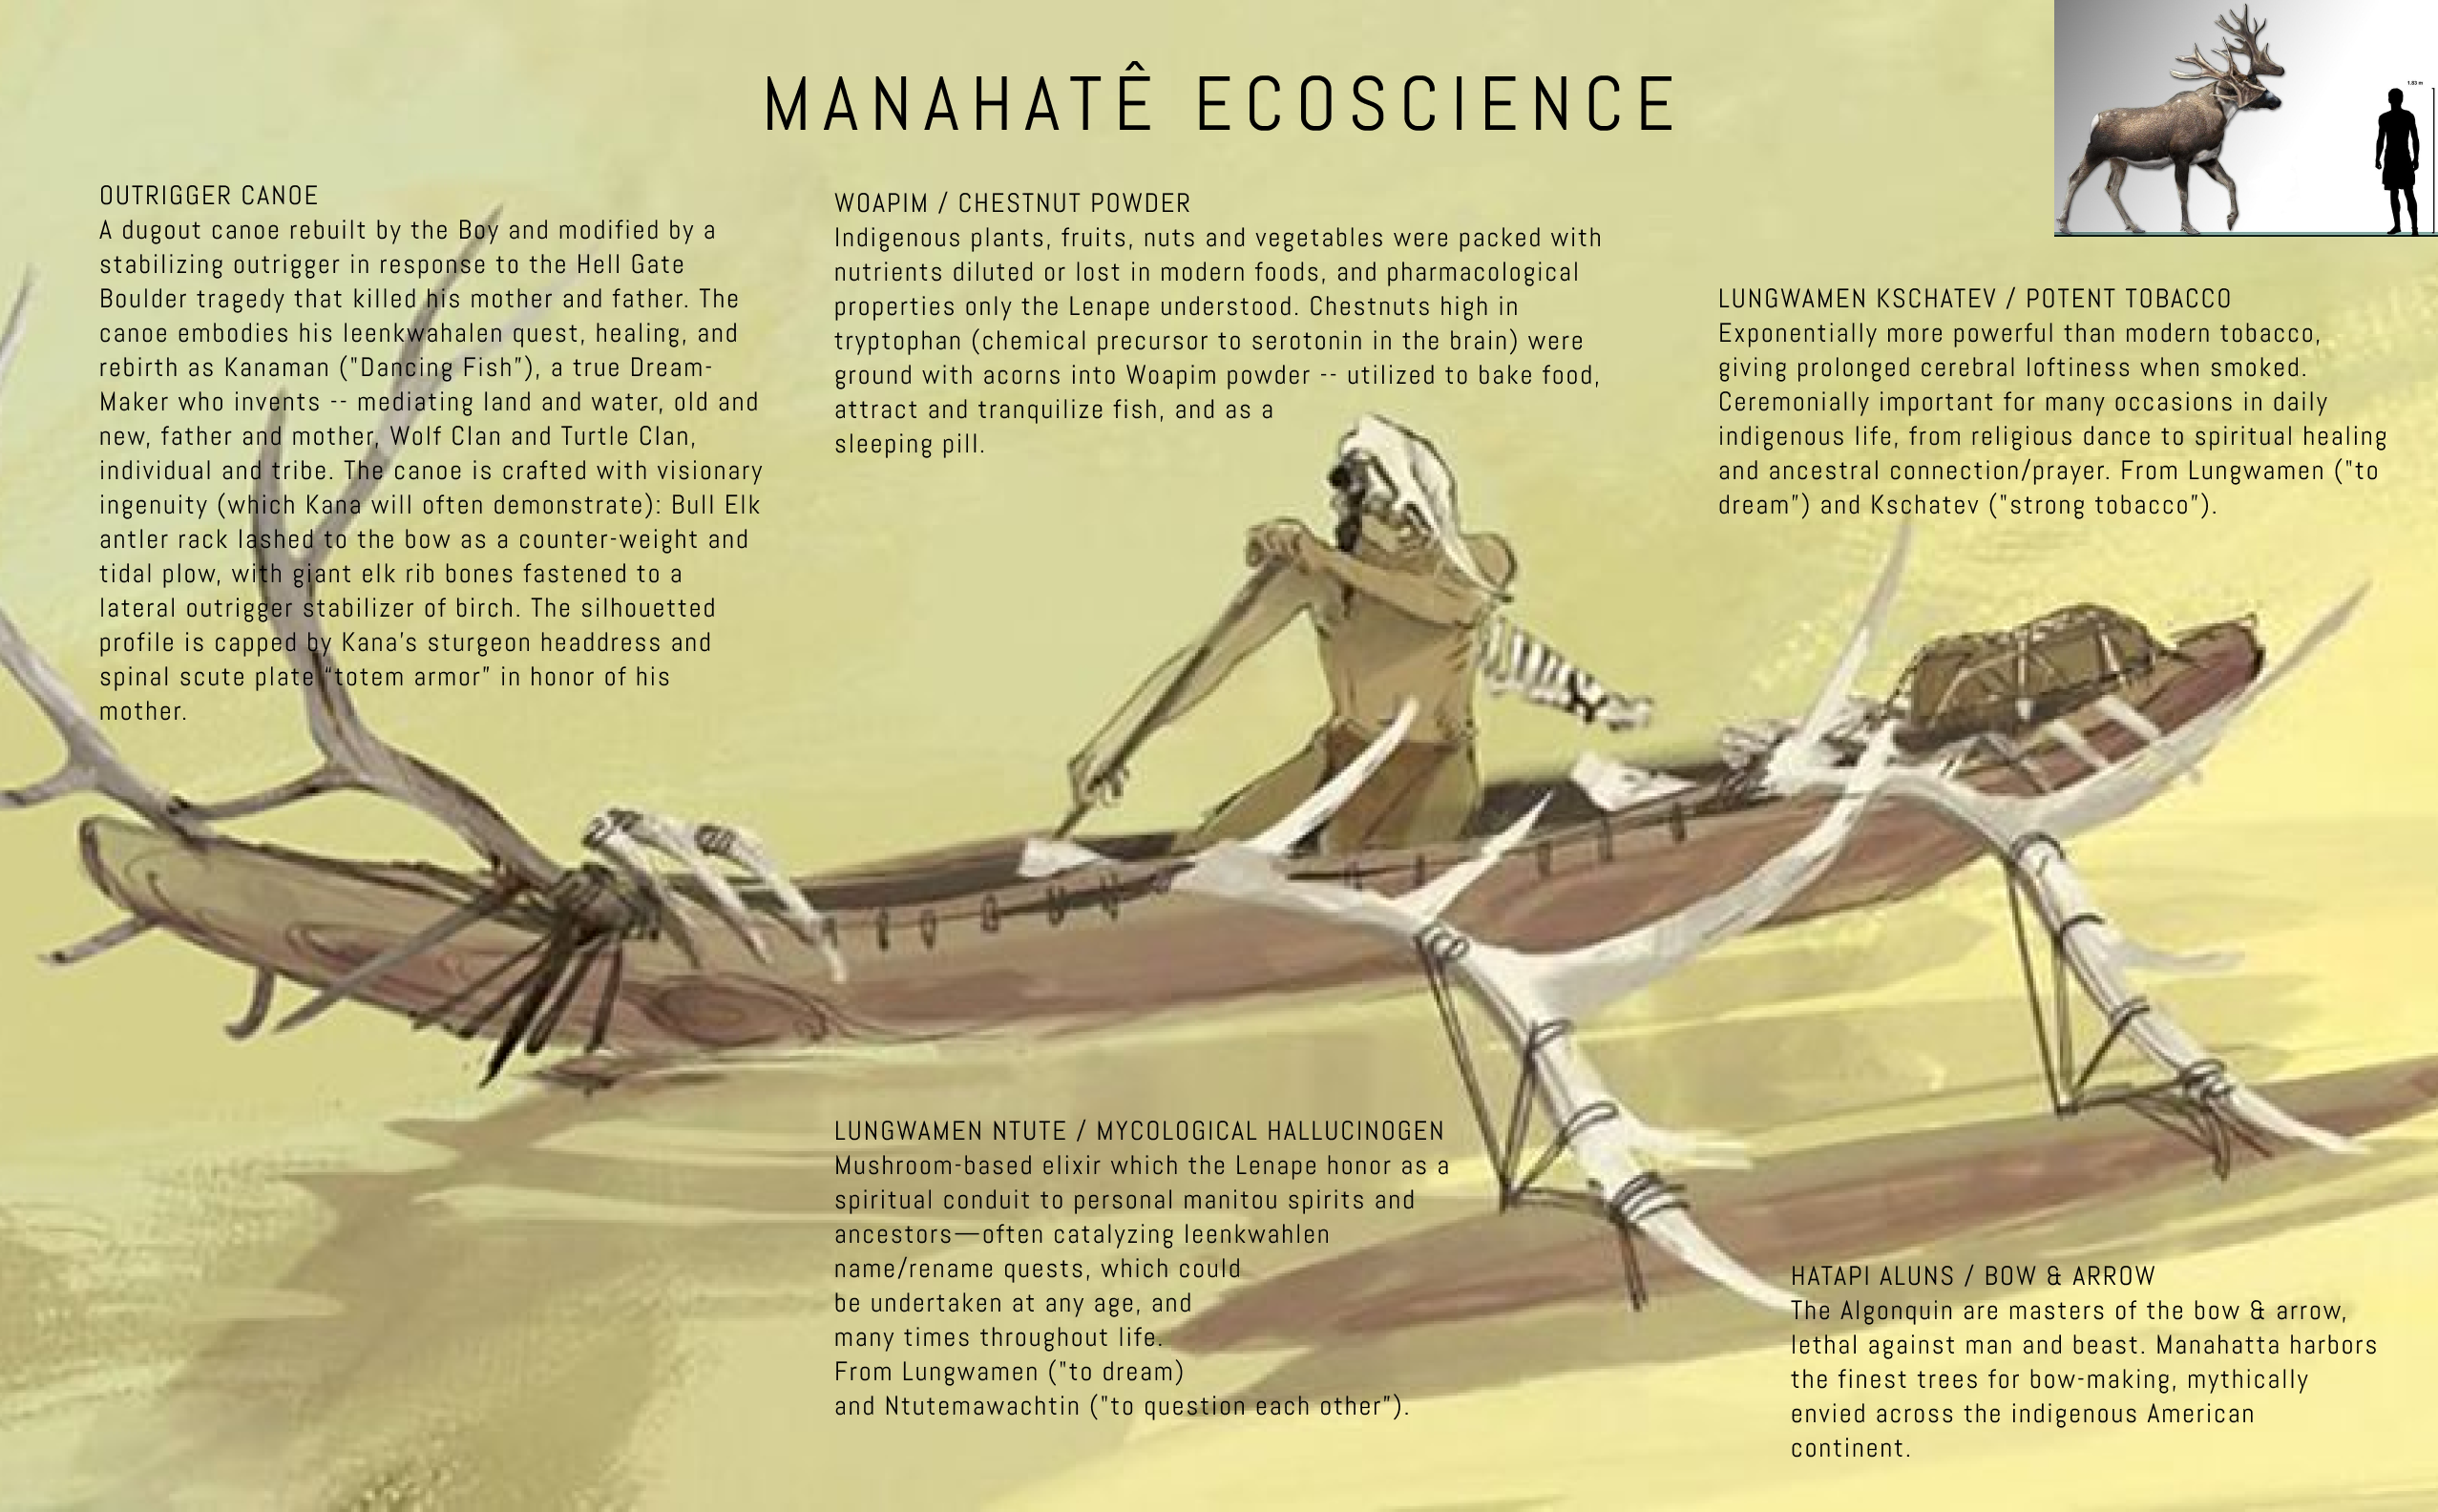 MANAHATÊ ECOSCIENCE
1.83 m
OUTRIGGER CANOE
A dugout canoe rebuilt by the Boy and modified by a
stabilizing outrigger in response to the Hell Gate
Boulder tragedy that killed his mother and father. The
canoe embodies his leenkwahalen quest, healing, and
rebirth as Kanaman ("Dancing Fish"), a true Dream-
Maker who invents -- mediating land and water, old and
new, father and mother, Wolf Clan and Turtle Clan,
individual and tribe. The canoe is crafted with visionary
ingenuity (which Kana will often demonstrate): Bull Elk
antler rack lashed to the bow as a counter-weight and
tidal plow, with giant elk rib bones fastened to a
lateral outrigger stabilizer of birch. The silhouetted
profile is capped by Kana's sturgeon headdress and
spinal scute plate “totem armor” in honor of his
mother.
WOAPIM / CHESTNUT POWDER
Indigenous plants, fruits, nuts and vegetables were packed with
nutrients diluted or lost in modern foods, and pharmacological
properties only the Lenape understood. Chestnuts high in
tryptophan (chemical precursor to serotonin in the brain) were
ground with acorns into Woapim powder -- utilized to bake food,
attract and tranquilize fish, and as a
sleeping pill.
LUNGWAMEN KSCHATEV / POTENT TOBACCO
Exponentially more powerful than modern tobacco,
giving prolonged cerebral loftiness when smoked.
Ceremonially important for many occasions in daily
indigenous life, from religious dance to spiritual healing
and ancestral connection/prayer. From Lungwamen ("to
dream") and Kschatev ("strong tobacco").
LUNGWAMEN NTUTE / MYCOLOGICAL HALLUCINOGEN
Mushroom-based elixir which the Lenape honor as a
spiritual conduit to personal manitou spirits and
ancestors—often catalyzing leenkwahlen
name/rename quests, which could
be undertaken at any age, and
many times throughout life.
From Lungwamen ("to dream)
and Ntutemawachtin ("to question each other").
HATAPI ALUNS / BOW & ARROW
The Algonquin are masters of the bow & arrow,
lethal against man and beast. Manahatta harbors
the finest trees for bow-making, mythically
envied across the indigenous American
continent.